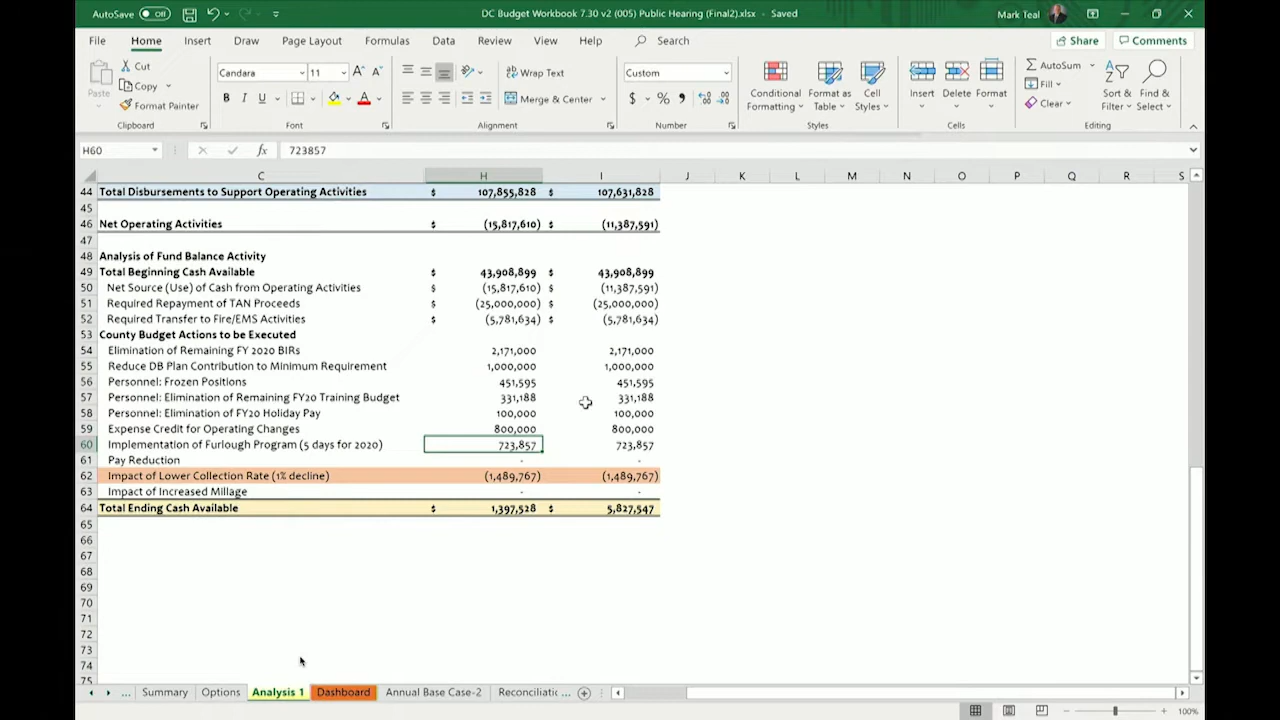 AutoSave Off DC Budget Workbook 7.30 v2 (005) Public Hearing (Final2).xlsx - Saved Mark Teal
File Home Insert Draw Page Layout Formulas Data Review View Help Search Share Comments
Paste Cut Copy Format Painter Clipboard
Candara 11 A A B I U A Font
Wrap Text Merge & Center Alignment
Custom $ % Number
Conditional Formatting Format as Table Cell Styles Styles
Insert Delete Format Cells
AutoSum Fill Clear Sort & Filter Find & Select Editing
H60 fx 723857
C H I J K L M N O P Q R S
44 Total Disbursements to Support Operating Activities $ 107,855,828 $ 107,631,828
45
46 Net Operating Activities $ (15,817,610) $ (11,387,591)
47
48 Analysis of Fund Balance Activity
49 Total Beginning Cash Available $ 43,908,899 $ 43,908,899
50 Net Source (Use) of Cash from Operating Activities $ (15,817,610) $ (11,387,591)
51 Required Repayment of TAN Proceeds $ (25,000,000) $ (25,000,000)
52 Required Transfer to Fire/EMS Activities $ (5,781,634) $ (5,781,634)
53 County Budget Actions to be Executed
54 Elimination of Remaining FY 2020 BIRs 2,171,000 2,171,000
55 Reduce DB Plan Contribution to Minimum Requirement 1,000,000 1,000,000
56 Personnel: Frozen Positions 451,595 451,595
57 Personnel: Elimination of Remaining FY20 Training Budget 331,188 331,188
58 Personnel: Elimination of FY20 Holiday Pay 100,000 100,000
59 Expense Credit for Operating Changes 800,000 800,000
60 Implementation of Furlough Program (5 days for 2020) 723,857 723,857
61 Pay Reduction - -
62 Impact of Lower Collection Rate (1% decline) (1,489,767) (1,489,767)
63 Impact of Increased Millage - -
64 Total Ending Cash Available $ 1,397,528 $ 5,827,547
65
66
67
68
69
70
71
72
73
74
75
... Summary Options Analysis 1 Dashboard Annual Base Case-2 Reconciliatic ...
100%